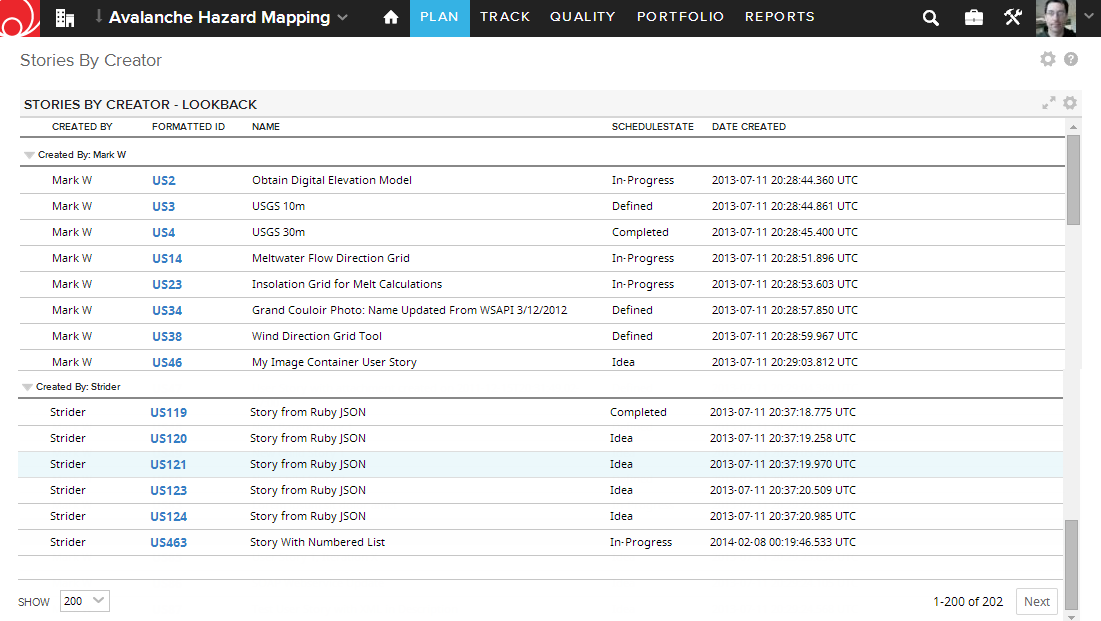 Avalanche Hazard Mapping PLAN TRACK QUALITY PORTFOLIO REPORTS
Stories By Creator
STORIES BY CREATOR - LOOKBACK
CREATED BY FORMATTED ID NAME SCHEDULESTATE DATE CREATED
Created By: Mark W
Mark W US2 Obtain Digital Elevation Model In-Progress 2013-07-11 20:28:44.360 UTC
Mark W US3 USGS 10m Defined 2013-07-11 20:28:44.861 UTC
Mark W US4 USGS 30m Completed 2013-07-11 20:28:45.400 UTC
Mark W US14 Meltwater Flow Direction Grid In-Progress 2013-07-11 20:28:51.896 UTC
Mark W US23 Insolation Grid for Melt Calculations In-Progress 2013-07-11 20:28:53.603 UTC
Mark W US34 Grand Couloir Photo: Name Updated From WSAPI 3/12/2012 Defined 2013-07-11 20:28:57.850 UTC
Mark W US38 Wind Direction Grid Tool Defined 2013-07-11 20:28:59.967 UTC
Mark W US46 My Image Container User Story Idea 2013-07-11 20:29:03.812 UTC
Created By: Strider
Strider US119 Story from Ruby JSON Completed 2013-07-11 20:37:18.775 UTC
Strider US120 Story from Ruby JSON Idea 2013-07-11 20:37:19.258 UTC
Strider US121 Story from Ruby JSON Idea 2013-07-11 20:37:19.970 UTC
Strider US123 Story from Ruby JSON Idea 2013-07-11 20:37:20.509 UTC
Strider US124 Story from Ruby JSON Idea 2013-07-11 20:37:20.985 UTC
Strider US463 Story With Numbered List In-Progress 2014-02-08 00:19:46.533 UTC
SHOW 200 1-200 of 202 Next